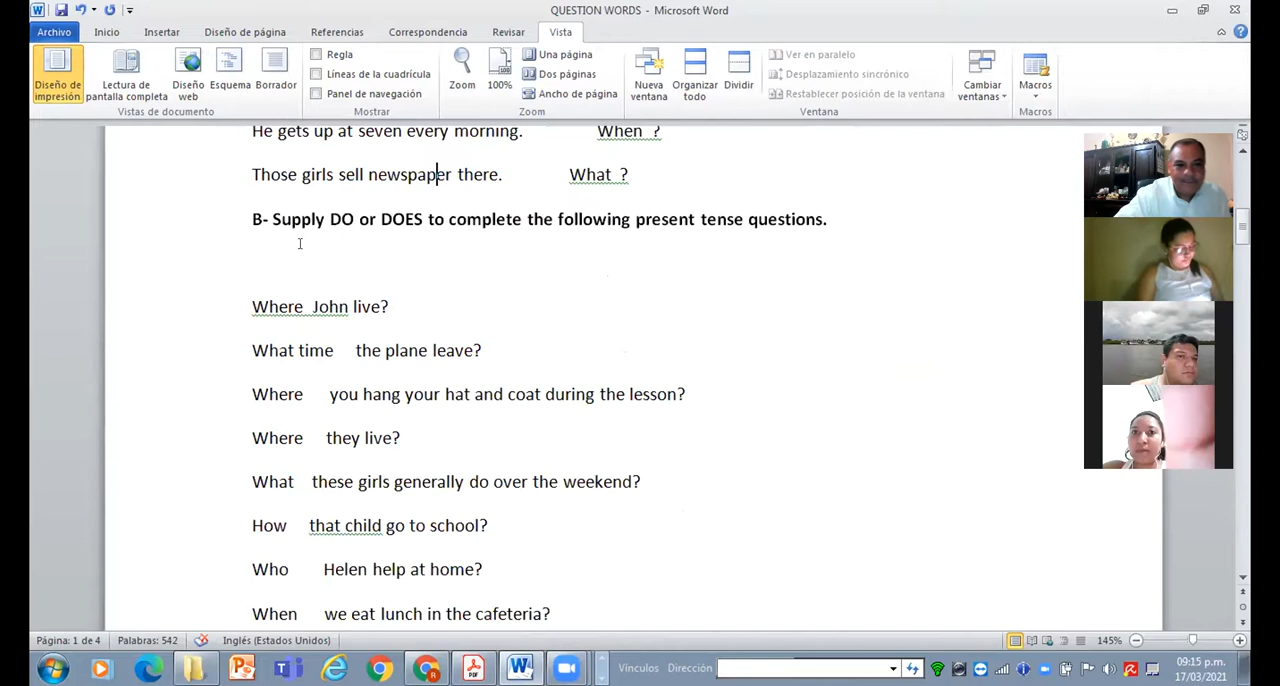 QUESTION WORDS - Microsoft Word
Archivo Inicio Insertar Diseño de página Referencias Correspondencia Revisar Vista
Diseño de impresión
Lectura de pantalla completa
Diseño web
Esquema
Borrador
Vistas de documento
Regla
Líneas de la cuadrícula
Panel de navegación
Mostrar
Zoom
100%
Una página
Dos páginas
Ancho de página
Zoom
Nueva ventana
Organizar todo
Dividir
Ver en paralelo
Desplazamiento sincrónico
Restablecer posición de la ventana
Ventana
Cambiar ventanas
Macros
Macros
He gets up at seven every morning. When ?
Those girls sell newspaper there. What ?
B- Supply DO or DOES to complete the following present tense questions.
Where John live?
What time the plane leave?
Where you hang your hat and coat during the lesson?
Where they live?
What these girls generally do over the weekend?
How that child go to school?
Who Helen help at home?
When we eat lunch in the cafeteria?
Página: 1 de 4 Palabras: 542 Inglés (Estados Unidos) 145%
Vínculos Dirección
09:15 p.m.
17/03/2021